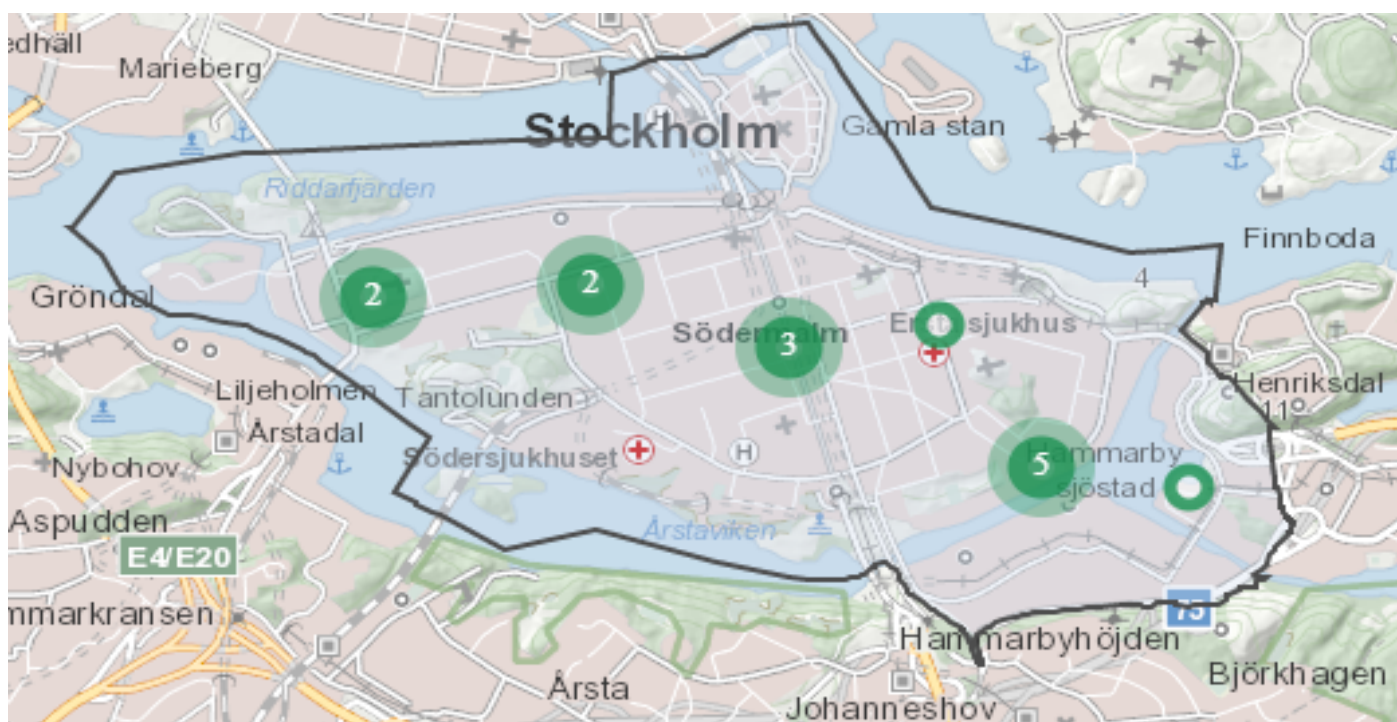 edhäll
Marieberg
Stockholm
Gamla stan
Riddarfjärden
Finnboda
4
2
2
Gröndal
Södermalm
3
Ersta sjukhus
Liljeholmen
Tantolunden
Henriksdal
11
Årstadal
Södersjukhuset
H
Nybohov
Hammarby
sjöstad
5
Aspudden
Årstaviken
E4/E20
mmarkransen
75
Hammarbyhöjden
Björkhagen
Årsta
Johanneshov